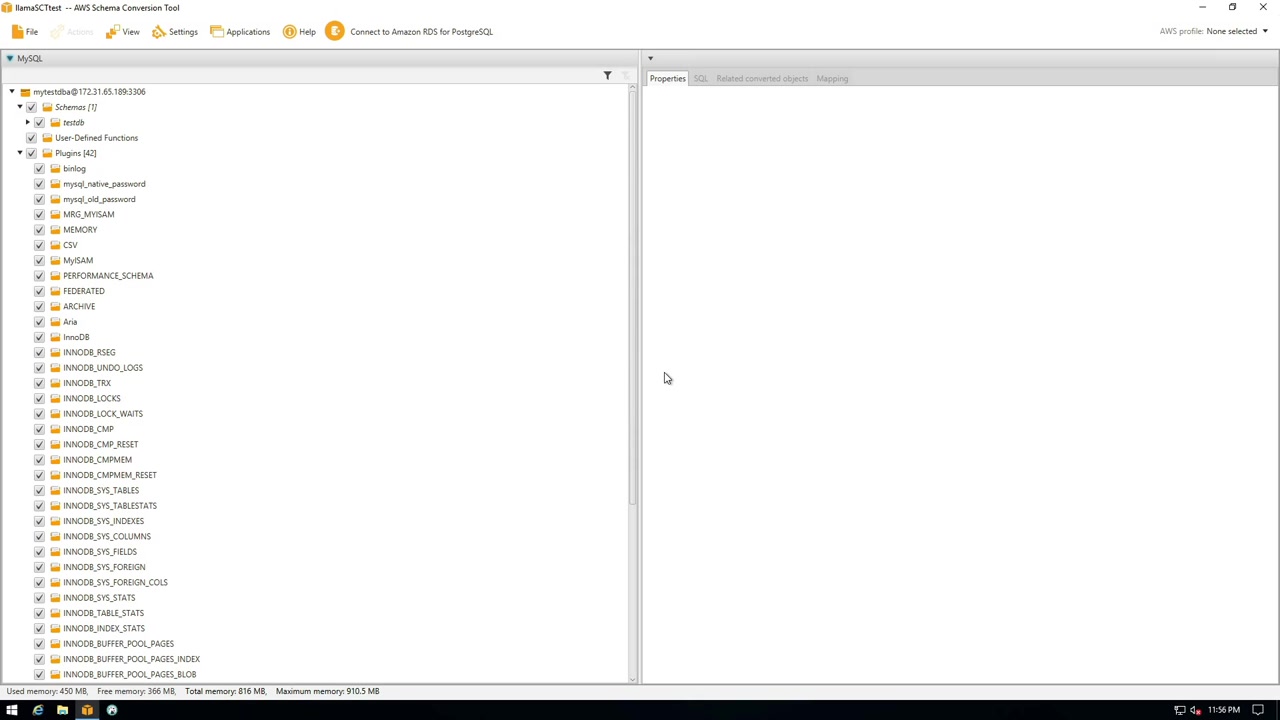 llamaSCTtest -- AWS Schema Conversion Tool
File Actions View Settings Applications Help Connect to Amazon RDS for PostgreSQL AWS profile: None selected
MySQL
Properties SQL Related converted objects Mapping
mytestdba@172.31.65.189:3306
Schemas [1]
testdb
User-Defined Functions
Plugins [42]
binlog
mysql_native_password
mysql_old_password
MRG_MYISAM
MEMORY
CSV
MyISAM
PERFORMANCE_SCHEMA
FEDERATED
ARCHIVE
Aria
InnoDB
INNODB_RSEG
INNODB_UNDO_LOGS
INNODB_TRX
INNODB_LOCKS
INNODB_LOCK_WAITS
INNODB_CMP
INNODB_CMP_RESET
INNODB_CMPMEM
INNODB_CMPMEM_RESET
INNODB_SYS_TABLES
INNODB_SYS_TABLESTATS
INNODB_SYS_INDEXES
INNODB_SYS_COLUMNS
INNODB_SYS_FIELDS
INNODB_SYS_FOREIGN
INNODB_SYS_FOREIGN_COLS
INNODB_SYS_STATS
INNODB_TABLE_STATS
INNODB_INDEX_STATS
INNODB_BUFFER_POOL_PAGES
INNODB_BUFFER_POOL_PAGES_INDEX
INNODB_BUFFER_POOL_PAGES_BLOB
Used memory: 450 MB, Free memory: 366 MB, Total memory: 816 MB, Maximum memory: 910.5 MB
11:56 PM